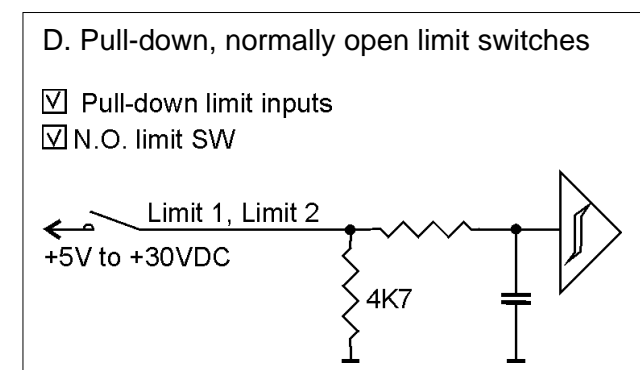 D. Pull-down, normally open limit switches
Pull-down limit inputs
N.O. limit SW
Limit 1, Limit 2
+5V to +30VDC
4K7